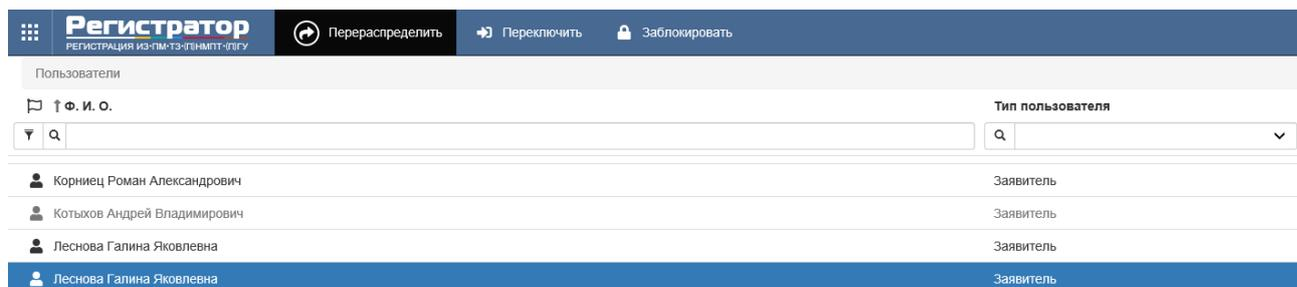 Регистратор
РЕГИСТРАЦИЯ ИЗ·ПМ·ТЗ·(П)НМПТ·(П)ГУ
Перераспределить
Переключить
Заблокировать
Пользователи
Ф. И. О. Тип пользователя
Корниец Роман Александрович Заявитель
Котыхов Андрей Владимирович Заявитель
Леснова Галина Яковлевна Заявитель
Леснова Галина Яковлевна Заявитель